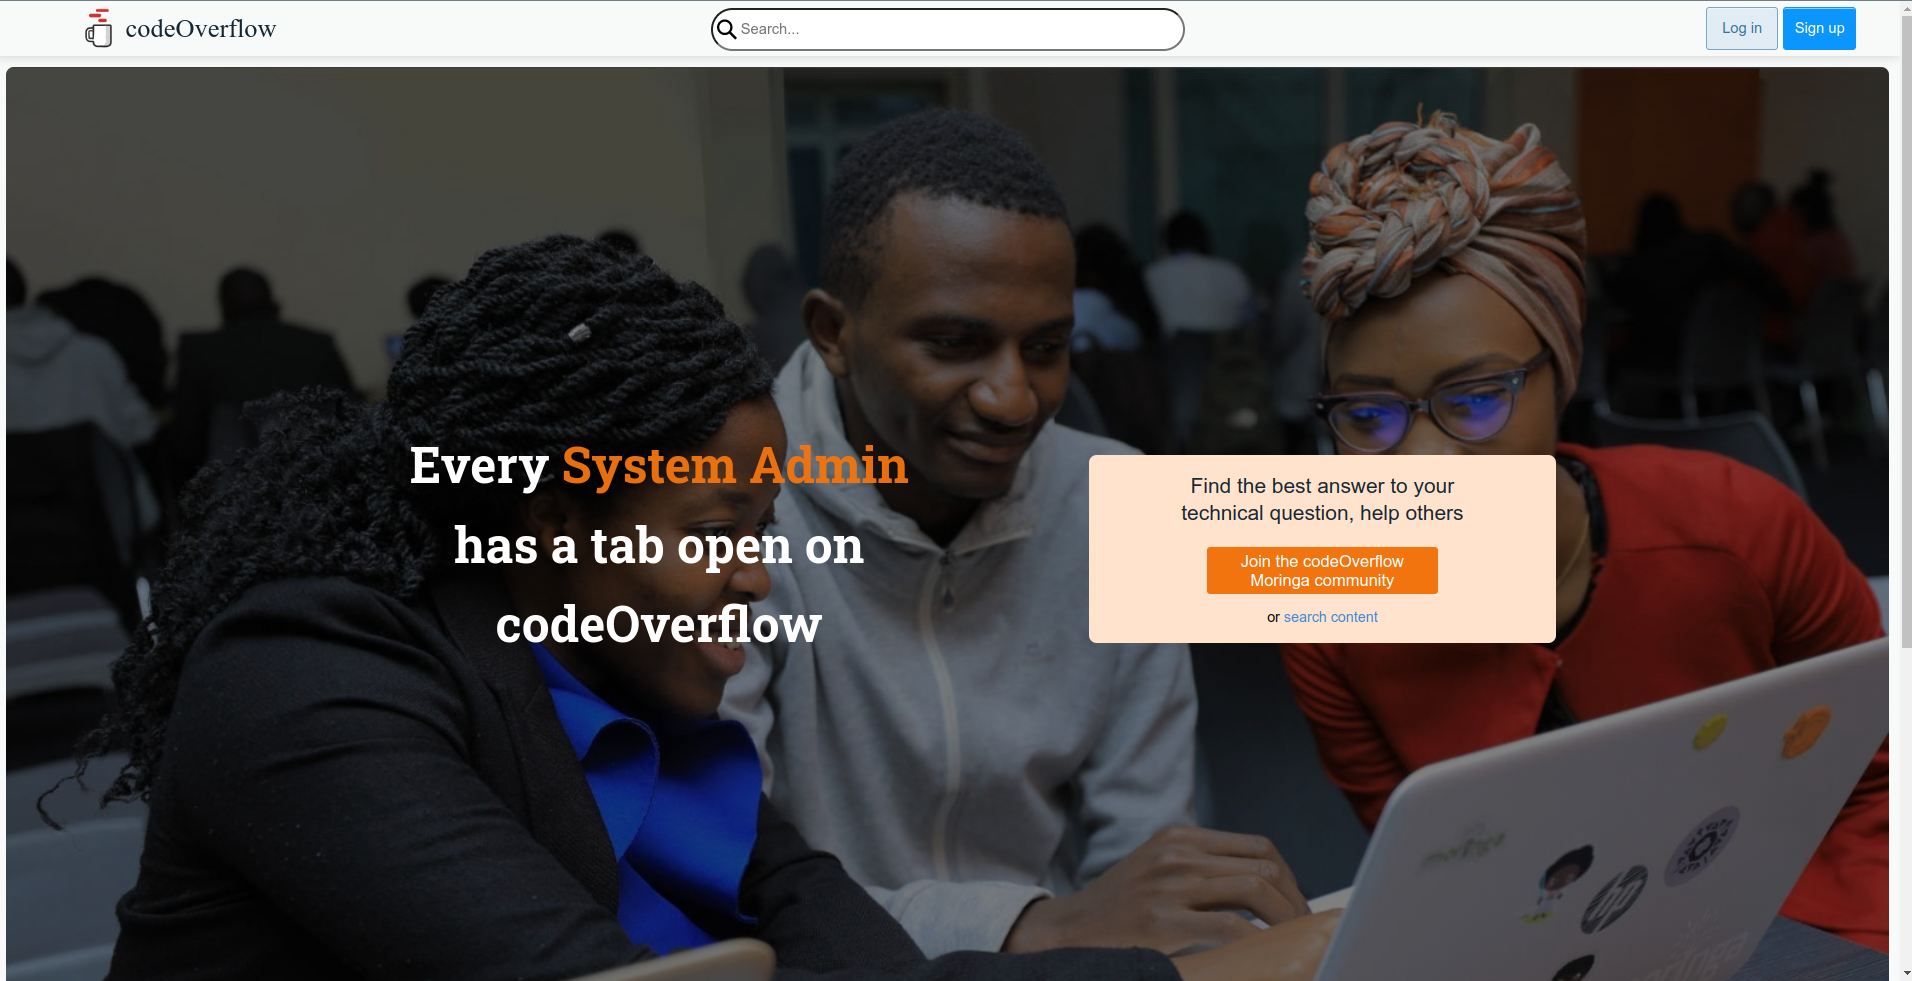 codeOverflow
Search...
Log in
Sign up
Every System Admin
has a tab open on
codeOverflow
Find the best answer to your
technical question, help others
Join the codeOverflow
Moringa community
or search content
hp